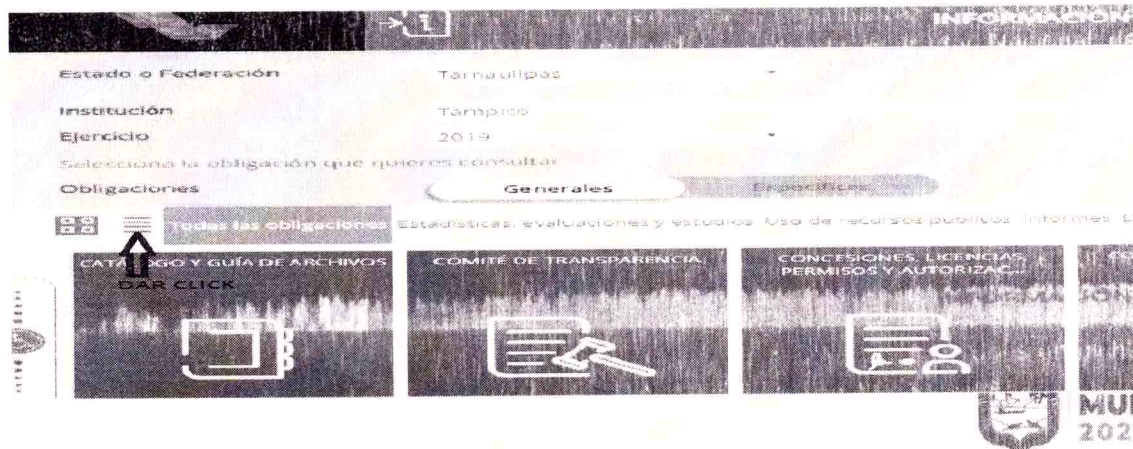 INFORMACIÓN
Estado o Federación Tamaulipas
Institución Tampico
Ejercicio 2019
Selecciona la obligación que quieres consultar
Obligaciones Generales Específicas
Todas las obligaciones Estadísticas, evaluaciones y estudios Uso de recursos públicos Informes
CATÁLOGO Y GUÍA DE ARCHIVOS
DAR CLICK
COMITÉ DE TRANSPARENCIA
CONCESIONES, LICENCIAS,
PERMISOS Y AUTORIZAC...
CO
MUN
202